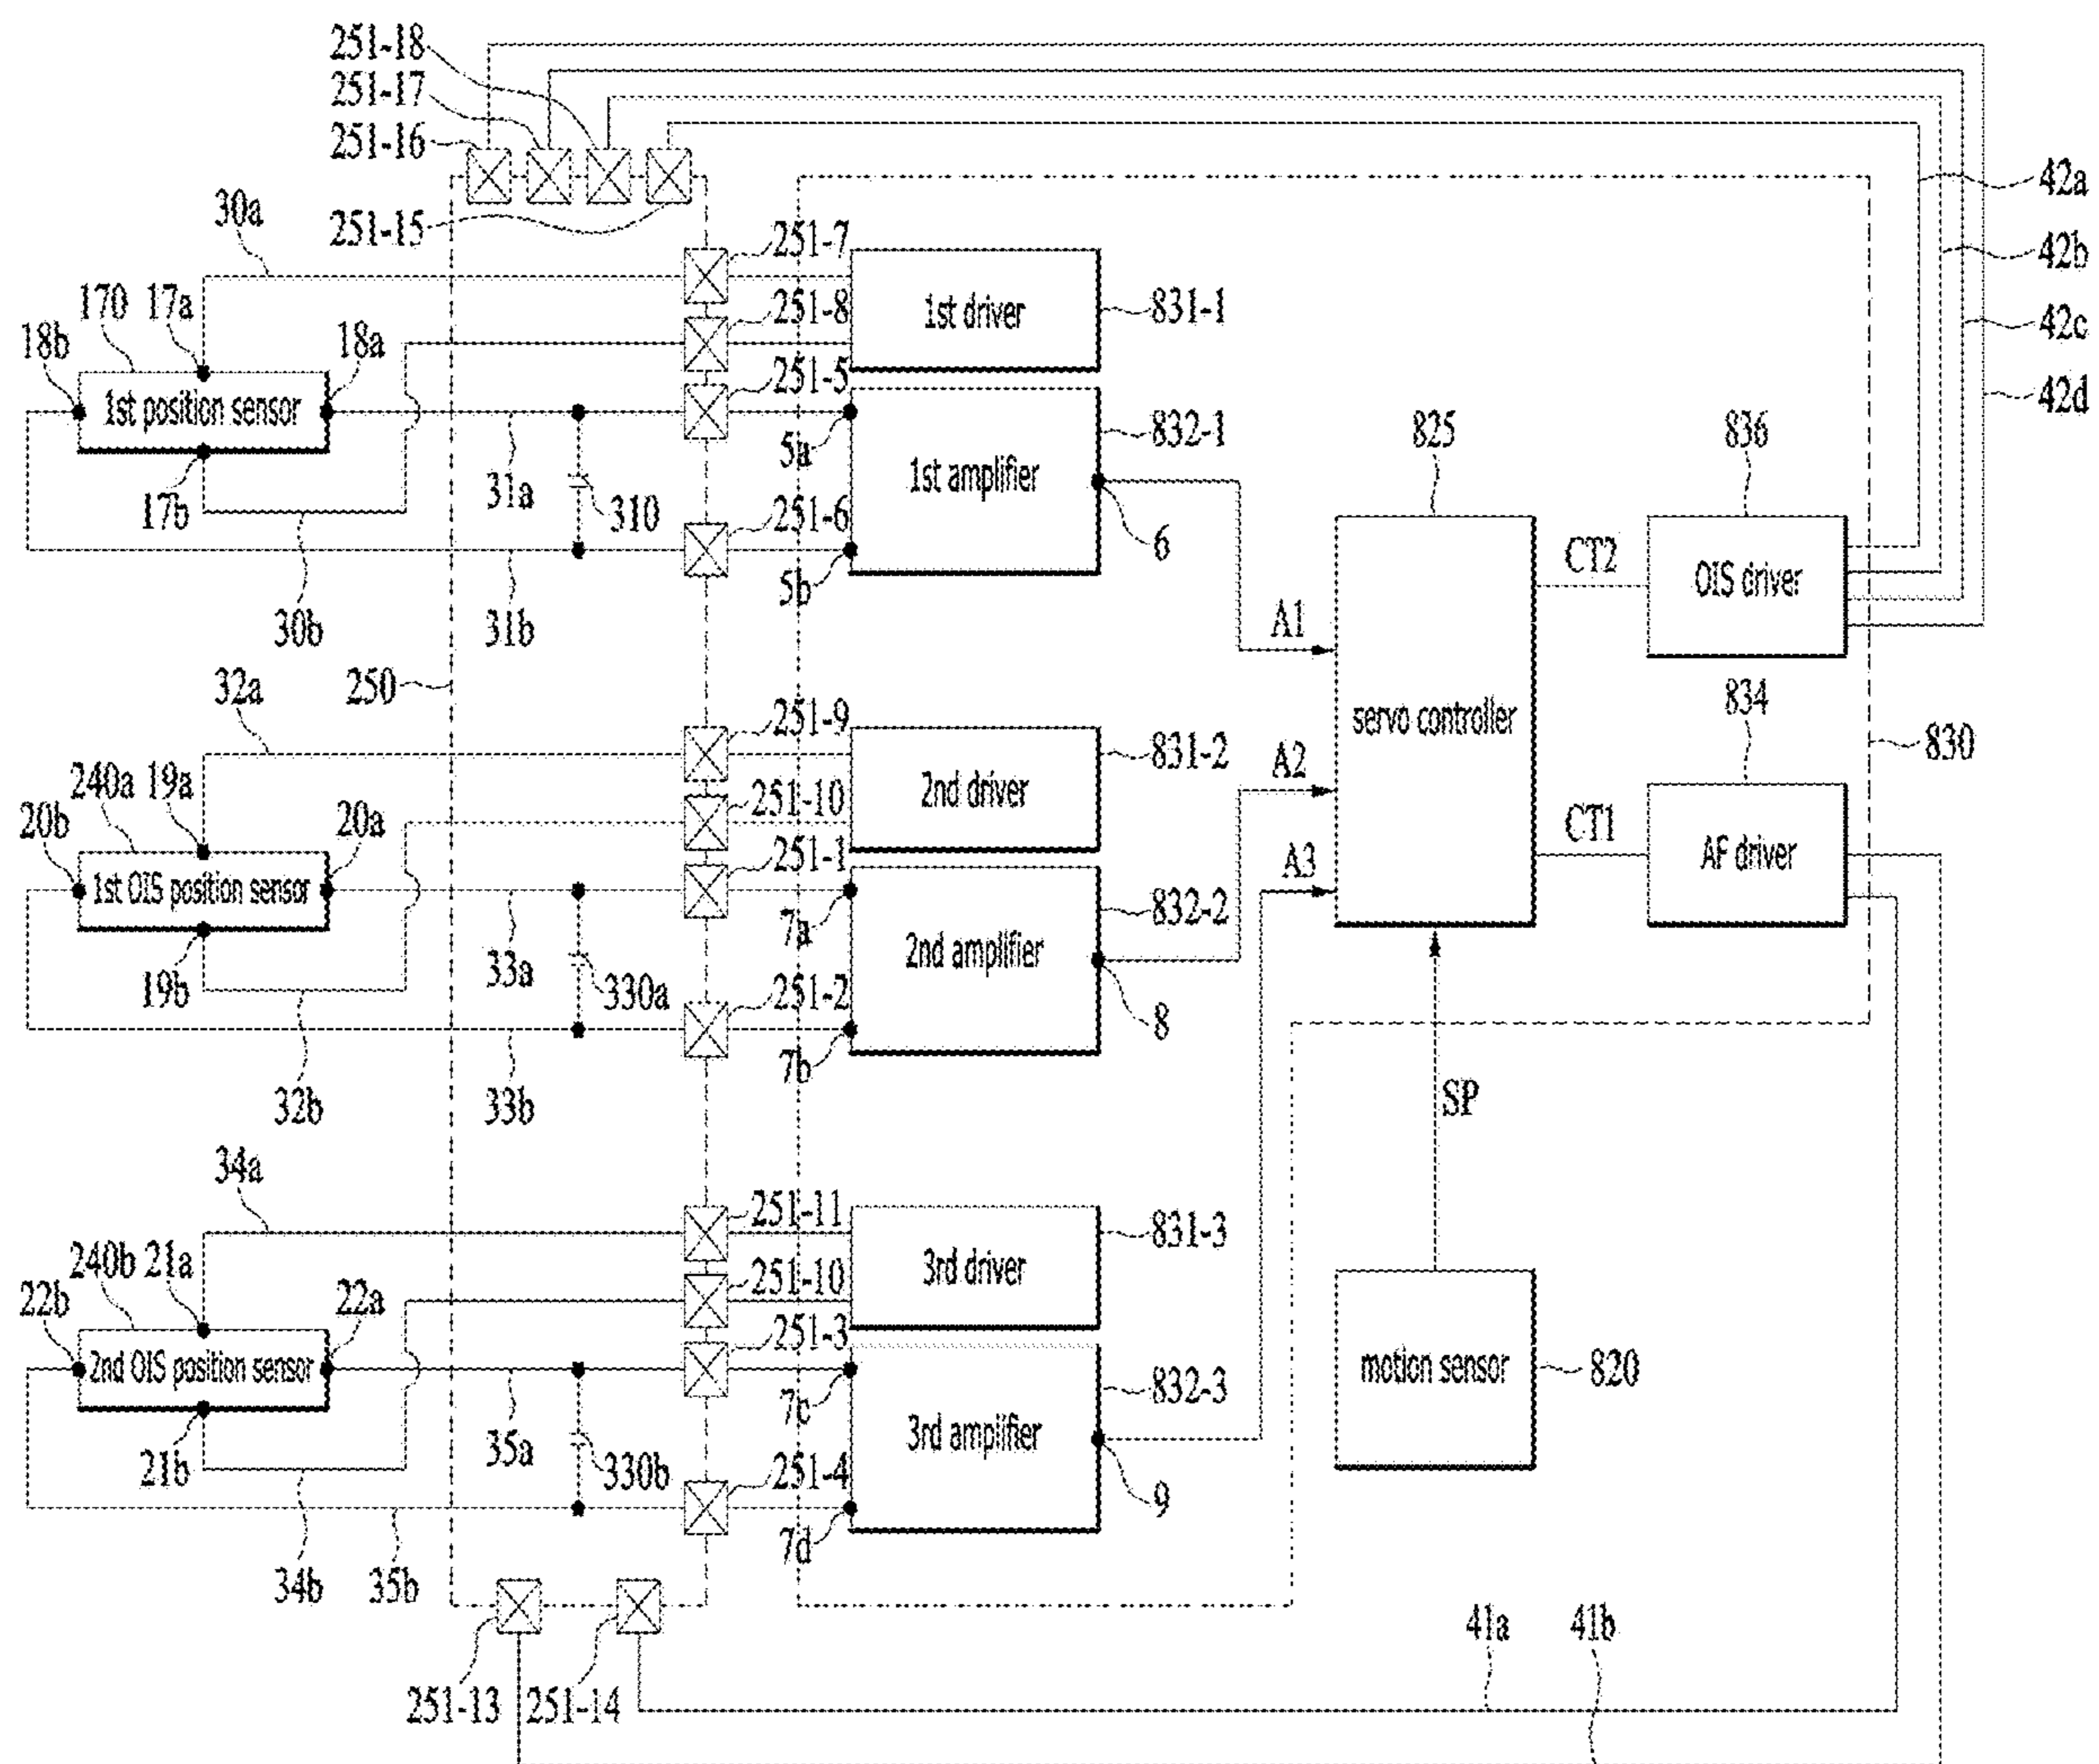 251-18
251-17
251-16
251-15
42a
42b
42c
42d
30a
251-7
170
17a
18b
18a
251-8
1st driver
831-1
1st position sensor
251-5
5a
832-1
825
836
17b
31a
310
251-6
1st amplifier
6
5b
30b
31b
A1
CT2
OIS driver
32a
250
251-9
servo controller
834
830
240a
19a
20b
20a
251-10
2nd driver
831-2
A2
CT1
AF driver
1st OIS position sensor
251-1
A3
7a
832-2
19b
33a
330a
251-2
2nd amplifier
8
7b
32b
33b
SP
34a
251-11
240b
21a
22b
22a
251-10
3rd driver
831-3
2nd OIS position sensor
251-3
7c
832-3
motion sensor
820
21b
35a
330b
251-4
3rd amplifier
9
7d
34b
35b
41a
41b
251-13
251-14